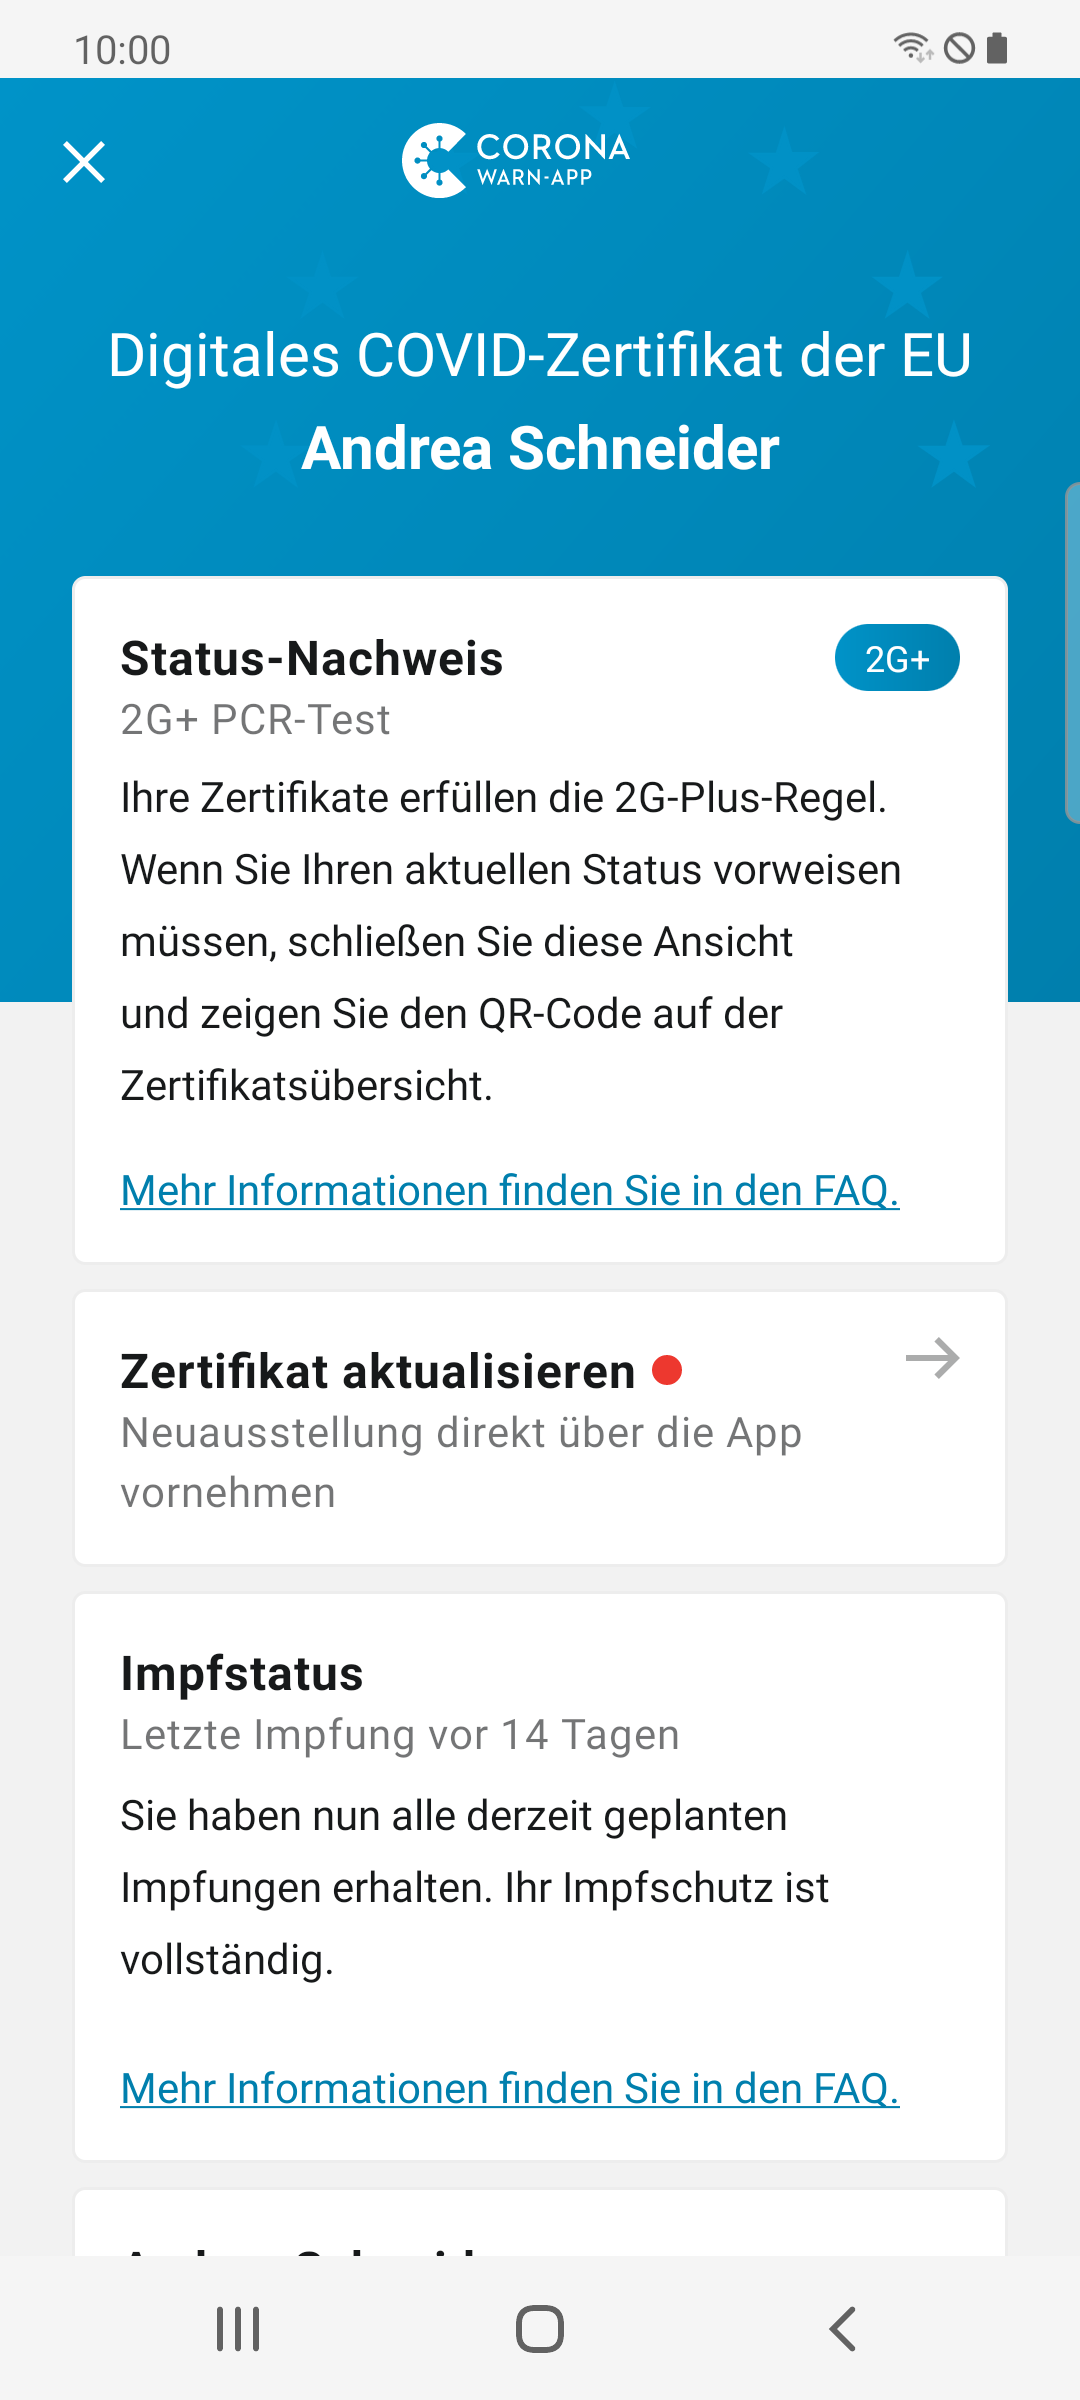 10:00
CORONA
WARN-APP
Digitales COVID-Zertifikat der EU
Andrea Schneider
Status-Nachweis
2G+
2G+ PCR-Test
Ihre Zertifikate erfüllen die 2G-Plus-Regel.
Wenn Sie Ihren aktuellen Status vorweisen
müssen, schließen Sie diese Ansicht
und zeigen Sie den QR-Code auf der
Zertifikatsübersicht.
Mehr Informationen finden Sie in den FAQ.
Zertifikat aktualisieren
Neuausstellung direkt über die App
vornehmen
Impfstatus
Letzte Impfung vor 14 Tagen
Sie haben nun alle derzeit geplanten
Impfungen erhalten. Ihr Impfschutz ist
vollständig.
Mehr Informationen finden Sie in den FAQ.